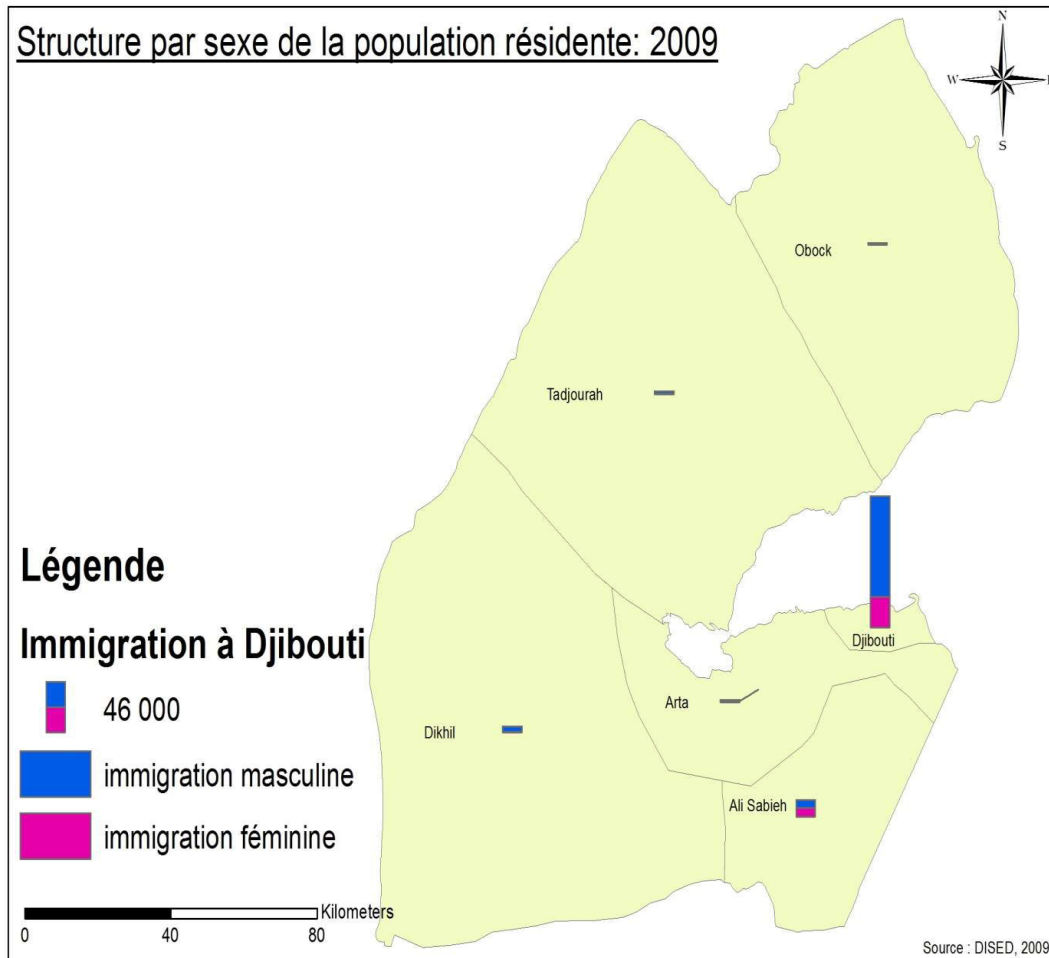 Structure par sexe de la population résidente: 2009
N
W
S
Obock
Tadjourah
Djibouti
Arta
Dikhil
Ali Sabieh
Légende
Immigration à Djibouti
46 000
immigration masculine
immigration féminine
Kilometers
0 40 80
Source : DISED, 2009